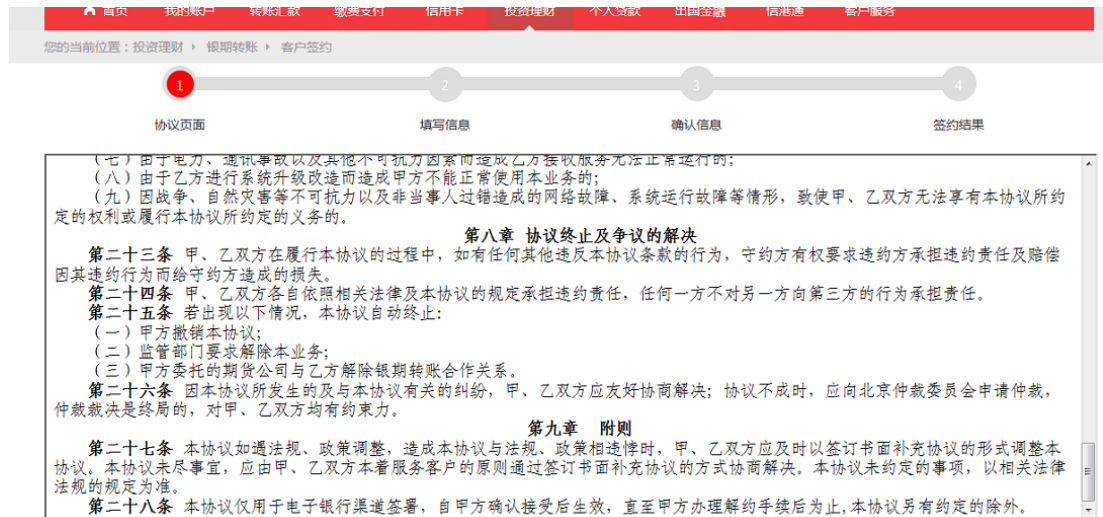 首页 我的账户 转账汇款 缴费支付 信用卡 投资理财 个人贷款 出国金融 信港通 客户服务
您的当前位置：投资理财 › 银期转账 › 客户签约
1 2 3 4
协议页面 填写信息 确认信息 签约结果
（七）由于电力、通讯事故以及其他不可抗力因素而造成乙方接收服务无法正常运行的；
（八）由于乙方进行系统升级改造而造成甲方不能正常使用本业务的；
（九）因战争、自然灾害等不可抗力以及非当事人过错造成的网络故障、系统运行故障等情形，致使甲、乙双方无法享有本协议所约
定的权利或履行本协议所约定的义务的。
第八章 协议终止及争议的解决
第二十三条 甲、乙双方在履行本协议的过程中，如有任何其他违反本协议条款的行为，守约方有权要求违约方承担违约责任及赔偿
因其违约行为而给守约方造成的损失。
第二十四条 甲、乙双方各自依照相关法律及本协议的规定承担违约责任，任何一方不对另一方向第三方的行为承担责任。
第二十五条 若出现以下情况，本协议自动终止：
（一）甲方撤销本协议；
（二）监管部门要求解除本业务；
（三）甲方委托的期货公司与乙方解除银期转账合作关系。
第二十六条 因本协议所发生的及与本协议有关的纠纷，甲、乙双方应友好协商解决；协议不成时，应向北京仲裁委员会申请仲裁，
仲裁裁决是终局的，对甲、乙双方均有约束力。
第九章 附则
第二十七条 本协议如遇法规、政策调整，造成本协议与法规、政策相违悖时，甲、乙双方应及时以签订书面补充协议的形式调整本
协议。本协议未尽事宜，应由甲、乙双方本着服务客户的原则通过签订书面补充协议的方式协商解决。本协议未约定的事项，以相关法律
法规的规定为准。
第二十八条 本协议仅用于电子银行渠道签署，自甲方确认接受后生效，直至甲方办理解约手续后为止,本协议另有约定的除外。